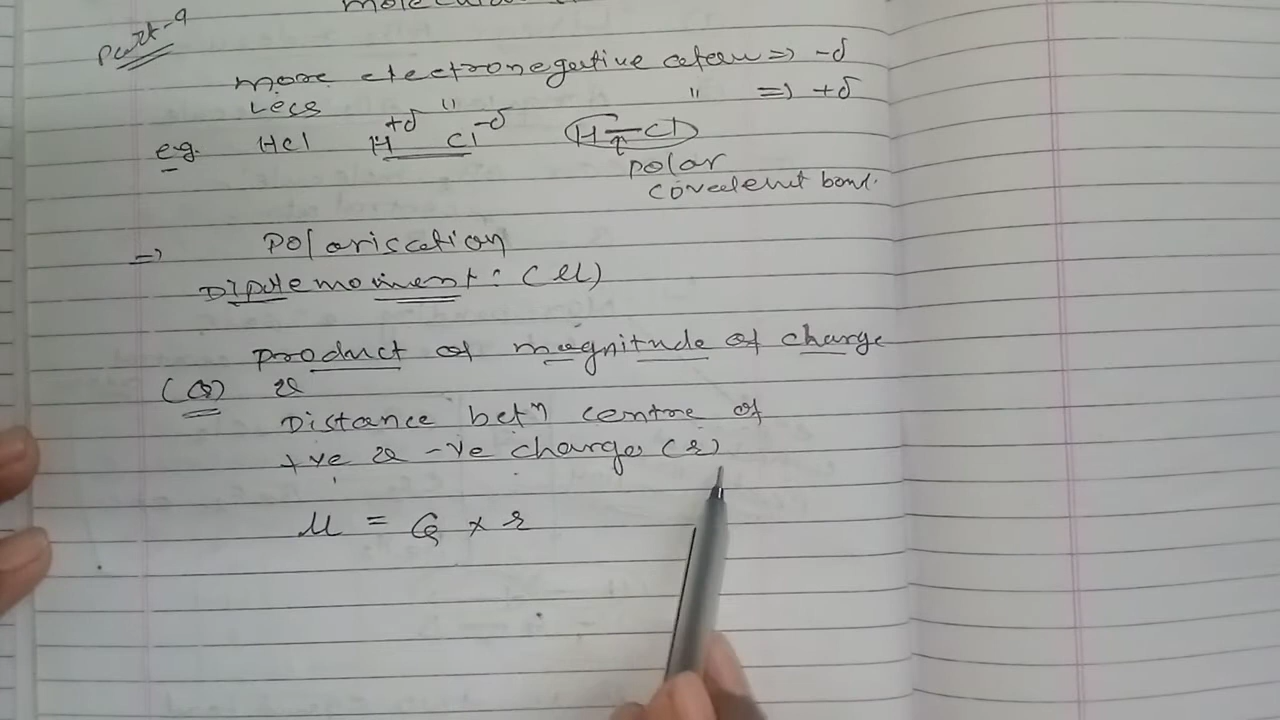 Part-9
more electronegative atom => -δ
Less " " => +δ
e.g. HCl H+δ Cl-δ H-Cl
polar
covalent bond.
=> Polarisation
Dipole moment: (μ)
product of magnitude of charge
(Q) &
Distance betn centre of
+ve & -ve charge (r)
μ = Q × r